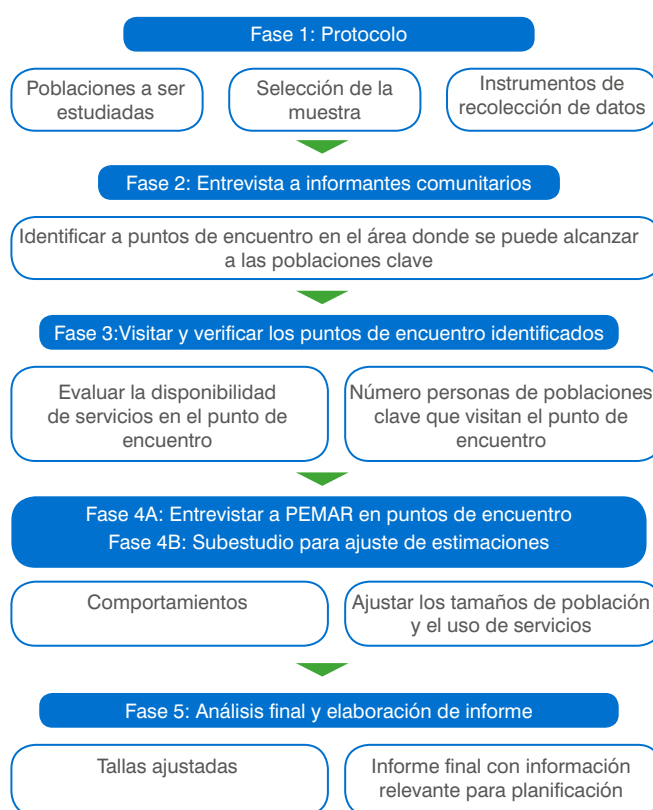 Fase 1: Protocolo
Poblaciones a ser
estudiadas
Selección de la
muestra
Instrumentos de
recolección de datos
Fase 2: Entrevista a informantes comunitarios
Identificar a puntos de encuentro en el área donde se puede alcanzar
a las poblaciones clave
Fase 3:Visitar y verificar los puntos de encuentro identificados
Evaluar la disponibilidad
de servicios en el punto de
encuentro
Número personas de poblaciones
clave que visitan el punto de
encuentro
Fase 4A: Entrevistar a PEMAR en puntos de encuentro
Fase 4B: Subestudio para ajuste de estimaciones
Comportamientos
Ajustar los tamaños de población
y el uso de servicios
Fase 5: Análisis final y elaboración de informe
Tallas ajustadas
Informe final con información
relevante para planificación